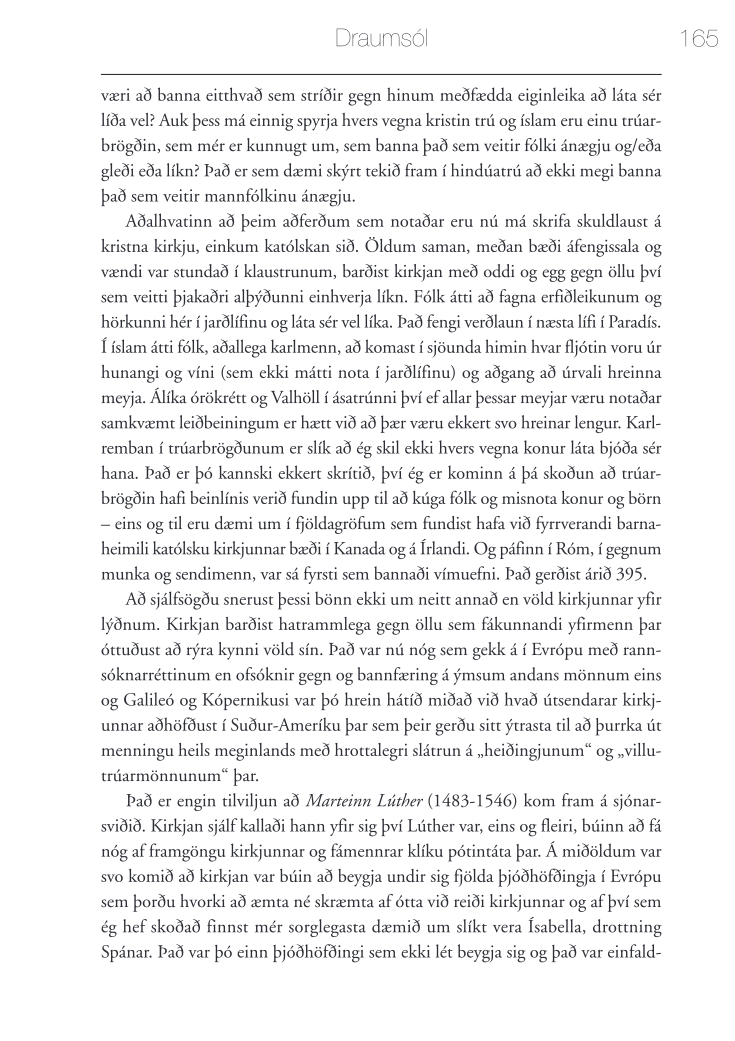 Draumsól 165
væri að banna eitthvað sem stríðir gegn hinum meðfædda eiginleika að láta sér
líða vel? Auk þess má einnig spyrja hvers vegna kristin trú og íslam eru einu trúar-
brögðin, sem mér er kunnugt um, sem banna það sem veitir fólki ánægju og/eða
gleði eða líkn? Það er sem dæmi skýrt tekið fram í hindúatrú að ekki megi banna
það sem veitir mannfólkinu ánægju.
Aðalhvatinn að þeim aðferðum sem notaðar eru nú má skrifa skuldlaust á
kristna kirkju, einkum katólskan sið. Öldum saman, meðan bæði áfengissala og
vændi var stundað í klaustrunum, barðist kirkjan með oddi og egg gegn öllu því
sem veitti þjakaðri alþýðunni einhverja líkn. Fólk átti að fagna erfiðleikunum og
hörkunni hér í jarðlífinu og láta sér vel líka. Það fengi verðlaun í næsta lífi í Paradís.
Í íslam átti fólk, aðallega karlmenn, að komast í sjöunda himin hvar fljótin voru úr
hunangi og víni (sem ekki mátti nota í jarðlífinu) og aðgang að úrvali hreinna
meyja. Álíka órökrétt og Valhöll í ásatrúnni því ef allar þessar meyjar væru notaðar
samkvæmt leiðbeiningum er hætt við að þær væru ekkert svo hreinar lengur. Karl-
remban í trúarbrögðunum er slík að ég skil ekki hvers vegna konur láta bjóða sér
hana. Það er þó kannski ekkert skrítið, því ég er kominn á þá skoðun að trúar-
brögðin hafi beinlínis verið fundin upp til að kúga fólk og misnota konur og börn
– eins og til eru dæmi um í fjöldagröfum sem fundist hafa við fyrrverandi barna-
heimili katólsku kirkjunnar bæði í Kanada og á Írlandi. Og páfinn í Róm, í gegnum
munka og sendimenn, var sá fyrsti sem bannaði vímuefni. Það gerðist árið 395.
Að sjálfsögðu snerust þessi bönn ekki um neitt annað en völd kirkjunnar yfir
lýðnum. Kirkjan barðist hatrammlega gegn öllu sem fákunnandi yfirmenn þar
óttuðust að rýra kynni völd sín. Það var nú nóg sem gekk á í Evrópu með rann-
sóknarréttinum en ofsóknir gegn og bannfæring á ýmsum andans mönnum eins
og Galileó og Kópernikusi var þó hrein hátíð miðað við hvað útsendarar kirkj-
unnar aðhöfðust í Suður-Ameríku þar sem þeir gerðu sitt ýtrasta til að þurrka út
menningu heils meginlands með hrottalegri slátrun á „heiðingjunum“ og „villu-
trúarmönnunum“ þar.
Það er engin tilviljun að Marteinn Lúther (1483-1546) kom fram á sjónar-
sviðið. Kirkjan sjálf kallaði hann yfir sig því Lúther var, eins og fleiri, búinn að fá
nóg af framgöngu kirkjunnar og fámennrar klíku pótintáta þar. Á miðöldum var
svo komið að kirkjan var búin að beygja undir sig fjölda þjóðhöfðingja í Evrópu
sem þorðu hvorki að æmta né skræmta af ótta við reiði kirkjunnar og af því sem
ég hef skoðað finnst mér sorglegasta dæmið um slíkt vera Ísabella, drottning
Spánar. Það var þó einn þjóðhöfðingi sem ekki lét beygja sig og það var einfald-